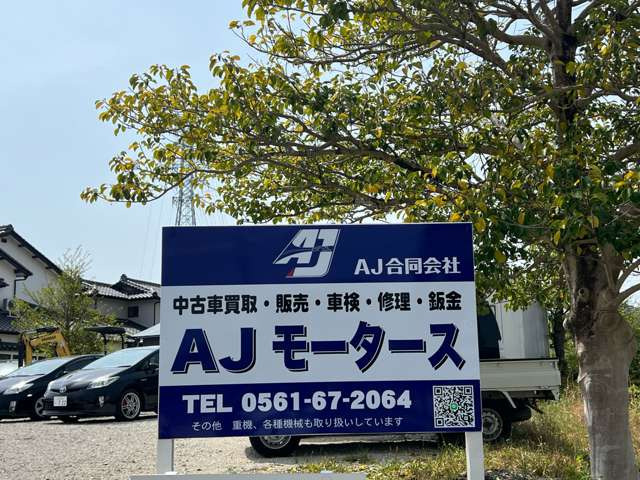 AJ
AJ合同会社
中古車買取・販売・車検・修理・鈑金
AJ モータース
TEL 0561-67-2064
その他 重機、各種機械も取り扱いしています